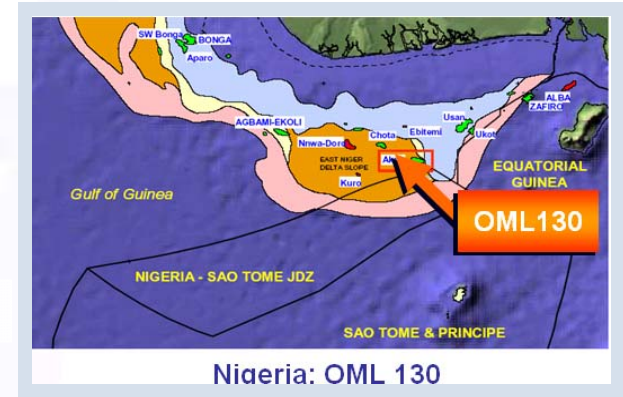 SW Bonga
BONGA
Aparo
AGBAMI-EKOLI
Nnwa-Doro
Chota
Ebitemi
Usan
Ukot
ALBA
ZAFIRO
EAST NIGER
DELTA SLOPE
Kuro
EQUATORIAL
GUINEA
Gulf of Guinea
OML130
NIGERIA - SAO TOME JDZ
SAO TOME & PRINCIPE
Nigeria: OML 130